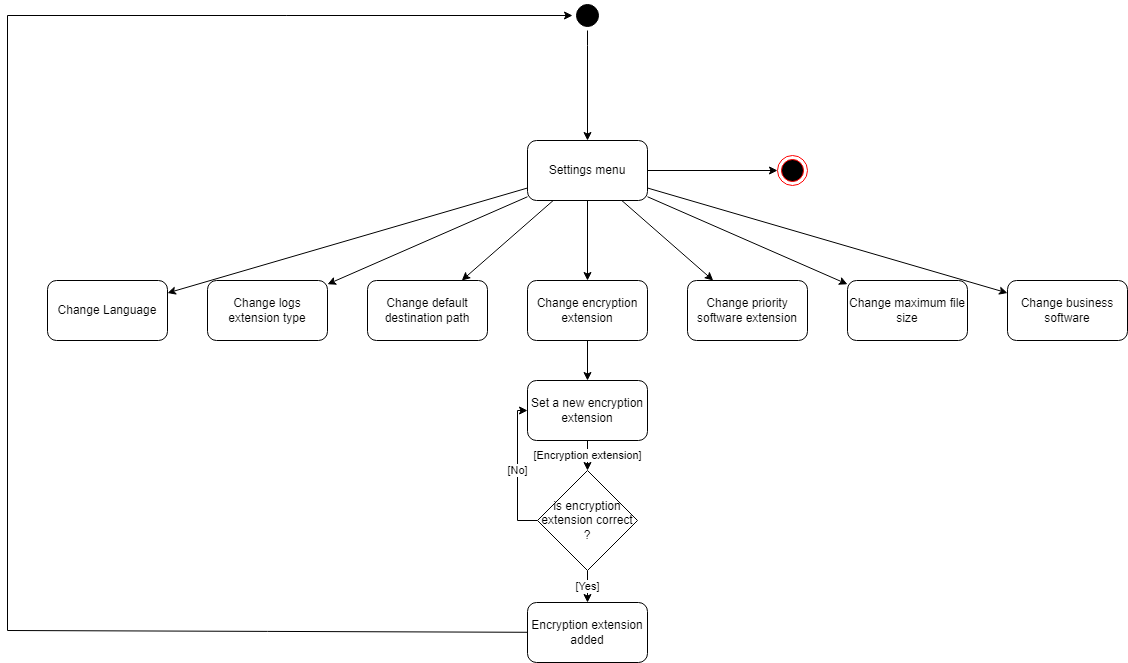 Settings menu
Change Language
Change logs
extension type
Change default
destination path
Change encryption
extension
Change priority
software extension
Change maximum file
size
Change business
software
Set a new encryption
extension
[Encryption extension]
[No]
Is encryption
extension correct
?
[Yes]
Encryption extension
added